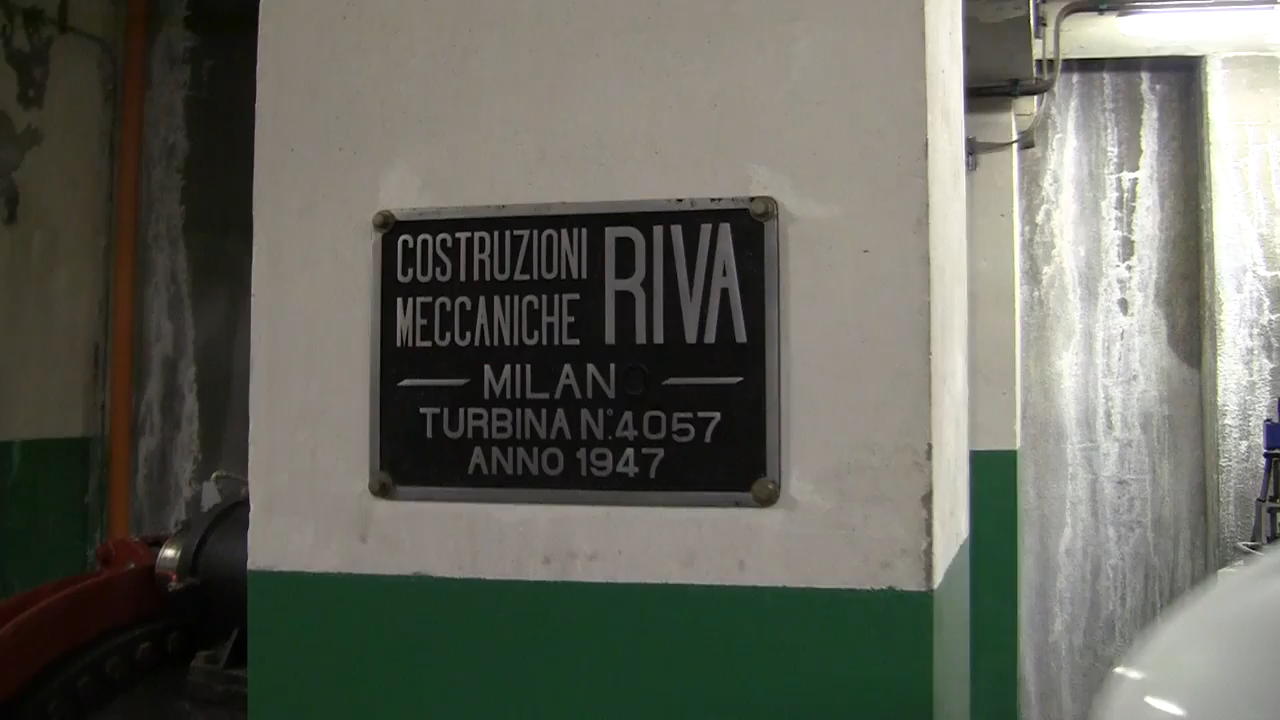 COSTRUZIONI RIVA
MECCANICHE
MILANO
TURBINA N.° 4057
ANNO 1947